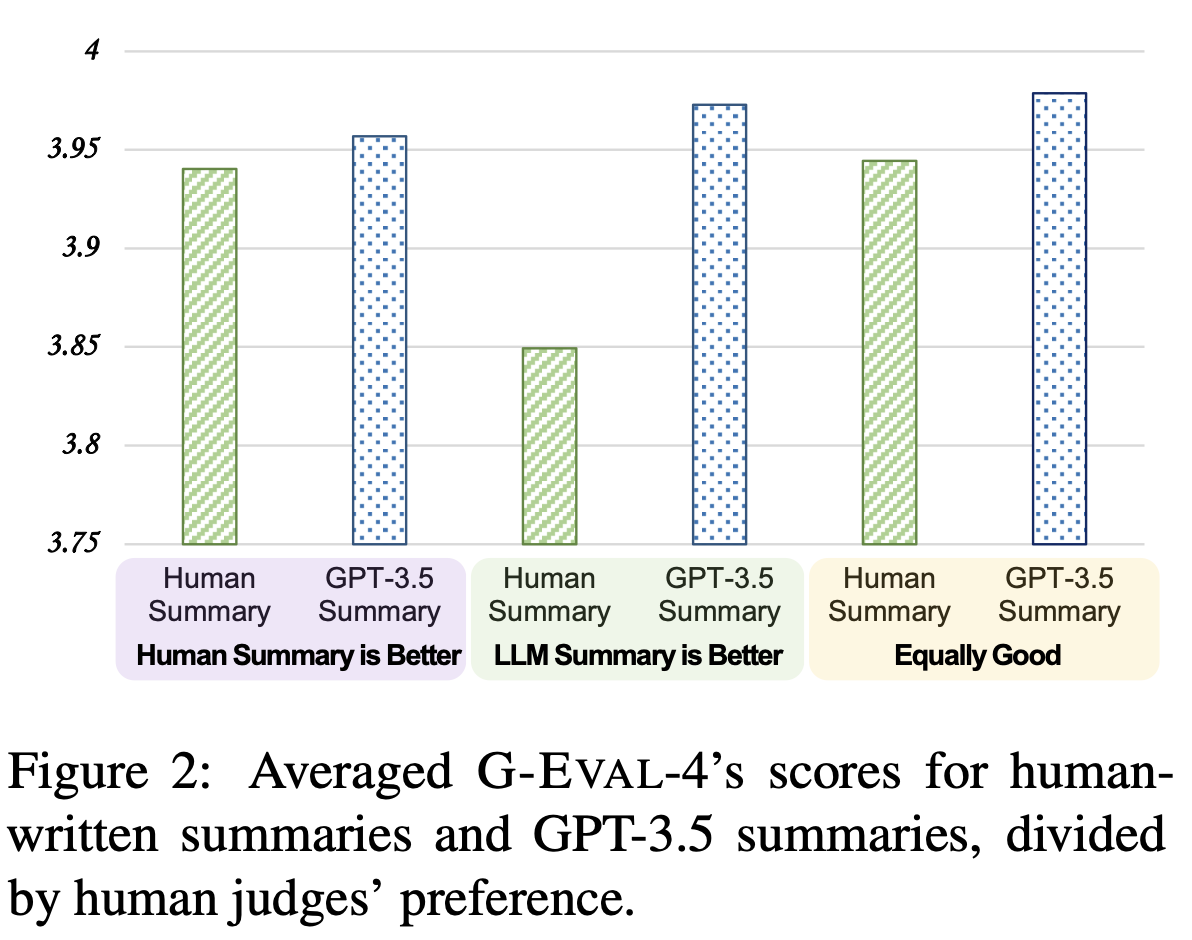 4
3.95
3.9
3.85
3.8
3.75
Human Summary
GPT-3.5 Summary
Human Summary
GPT-3.5 Summary
Human Summary
GPT-3.5 Summary
Human Summary is Better
LLM Summary is Better
Equally Good
Figure 2: Averaged G-EVAL-4's scores for human-
written summaries and GPT-3.5 summaries, divided
by human judges' preference.